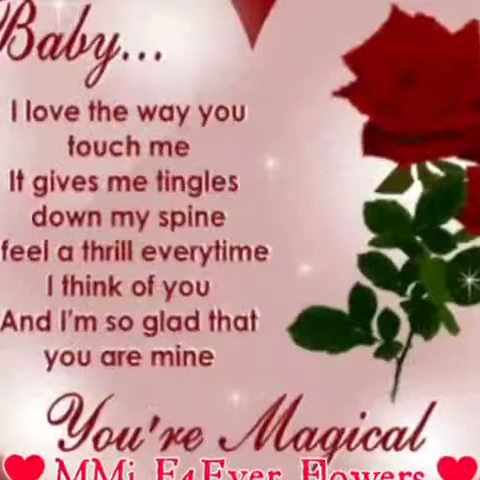 Baby...
I love the way you
touch me
It gives me tingles
down my spine
feel a thrill everytime
I think of you
And I'm so glad that
you are mine
You're Magical
MMj F4Ever Flowers